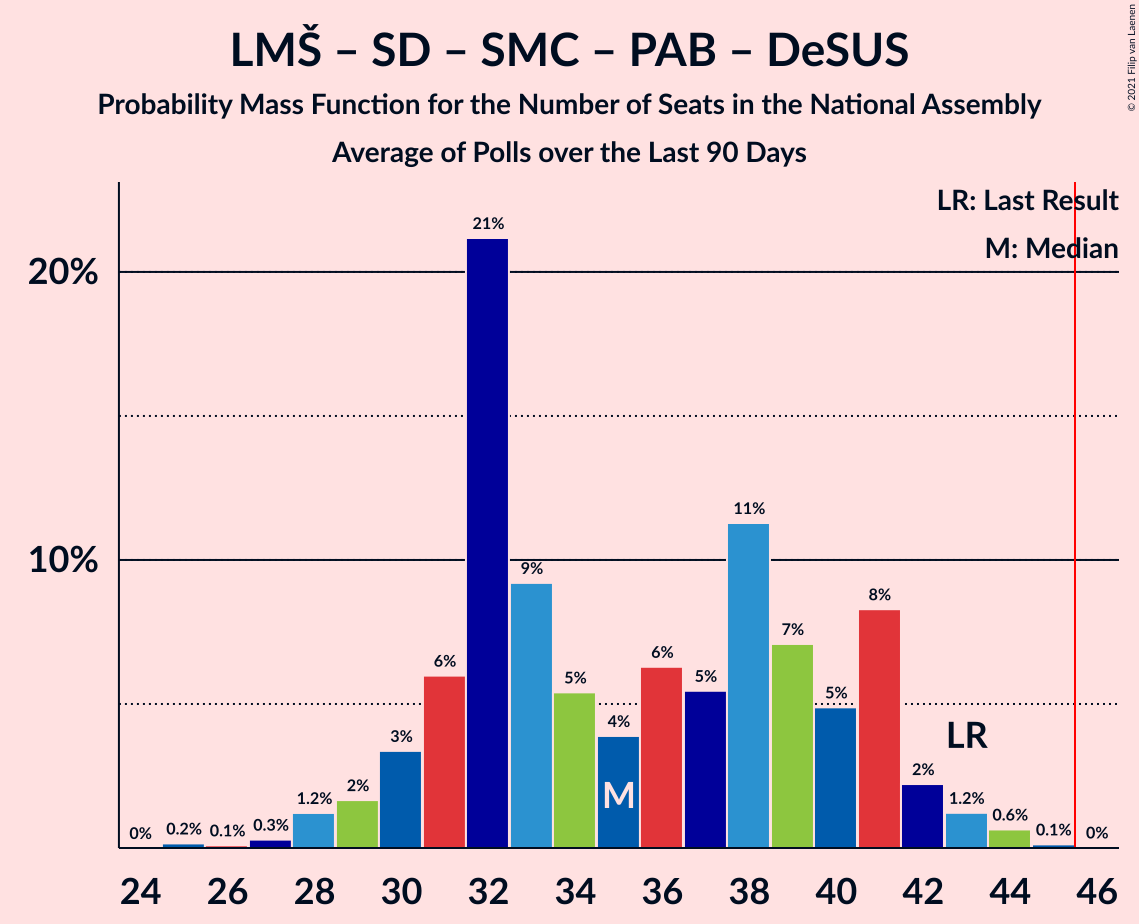 LMŠ – SD – SMC – PAB – DeSUS
Probability Mass Function for the Number of Seats in the National Assembly
Average of Polls over the Last 90 Days
© 2021 Filip van Laenen
LR: Last Result
M: Median
20%
10%
0%
0.2%
0.1%
0.3%
1.2%
2%
3%
6%
21%
9%
5%
4%
6%
5%
11%
7%
5%
8%
2%
1.2%
0.6%
0.1%
0%
M
LR
24 26 28 30 32 34 36 38 40 42 44 46